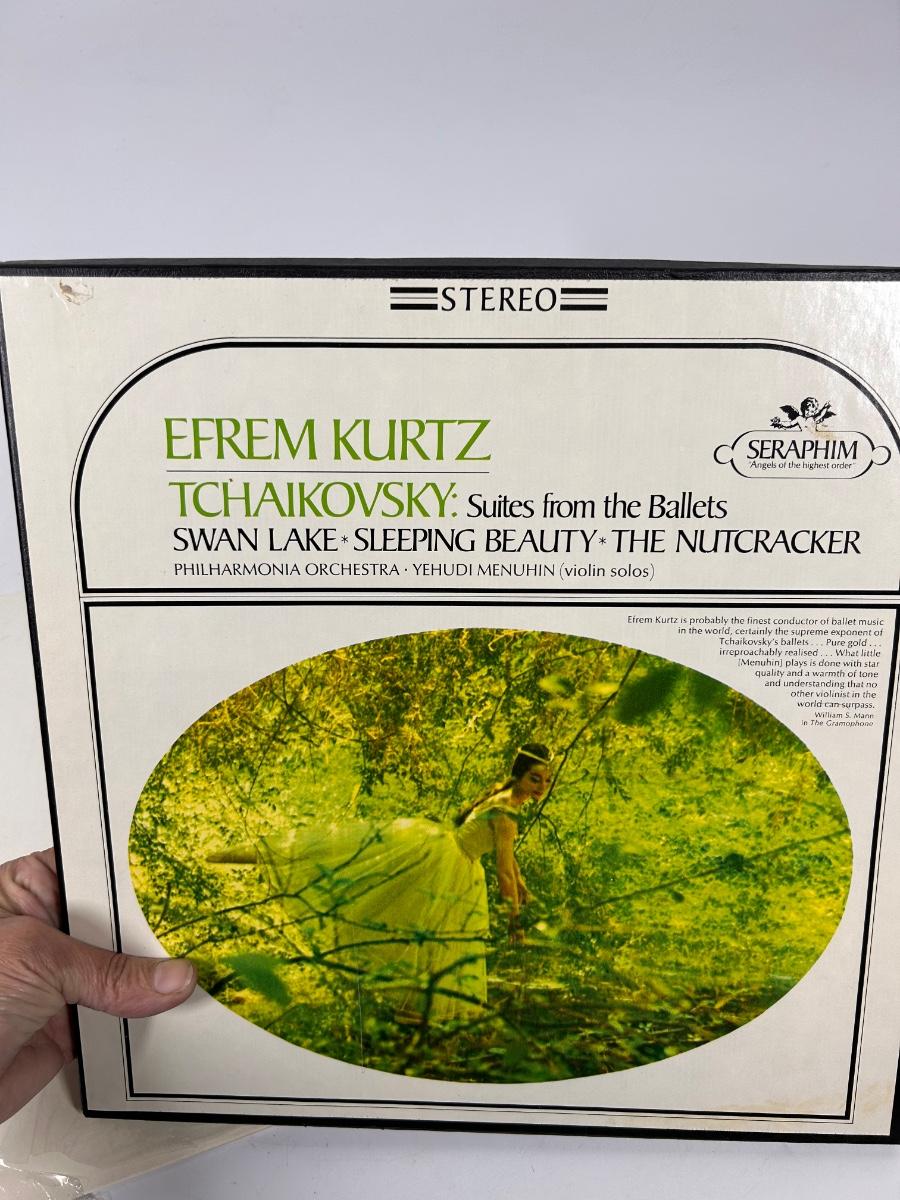 STEREO
EFREM KURTZ
SERAPHIM
"Angels of the highest order"
TCHAIKOVSKY: Suites from the Ballets
SWAN LAKE * SLEEPING BEAUTY * THE NUTCRACKER
PHILHARMONIA ORCHESTRA · YEHUDI MENUHIN (violin solos)
Efrem Kurtz is probably the finest conductor of ballet music
in the world, certainly the supreme exponent of
Tchaikovsky's ballets . . . Pure gold . . .
irreproachably realised . . . What little
[Menuhin] plays is done with star
quality and a warmth of tone
and understanding that no
other violinist in the
world can surpass.
William S. Mann
in The Gramophone